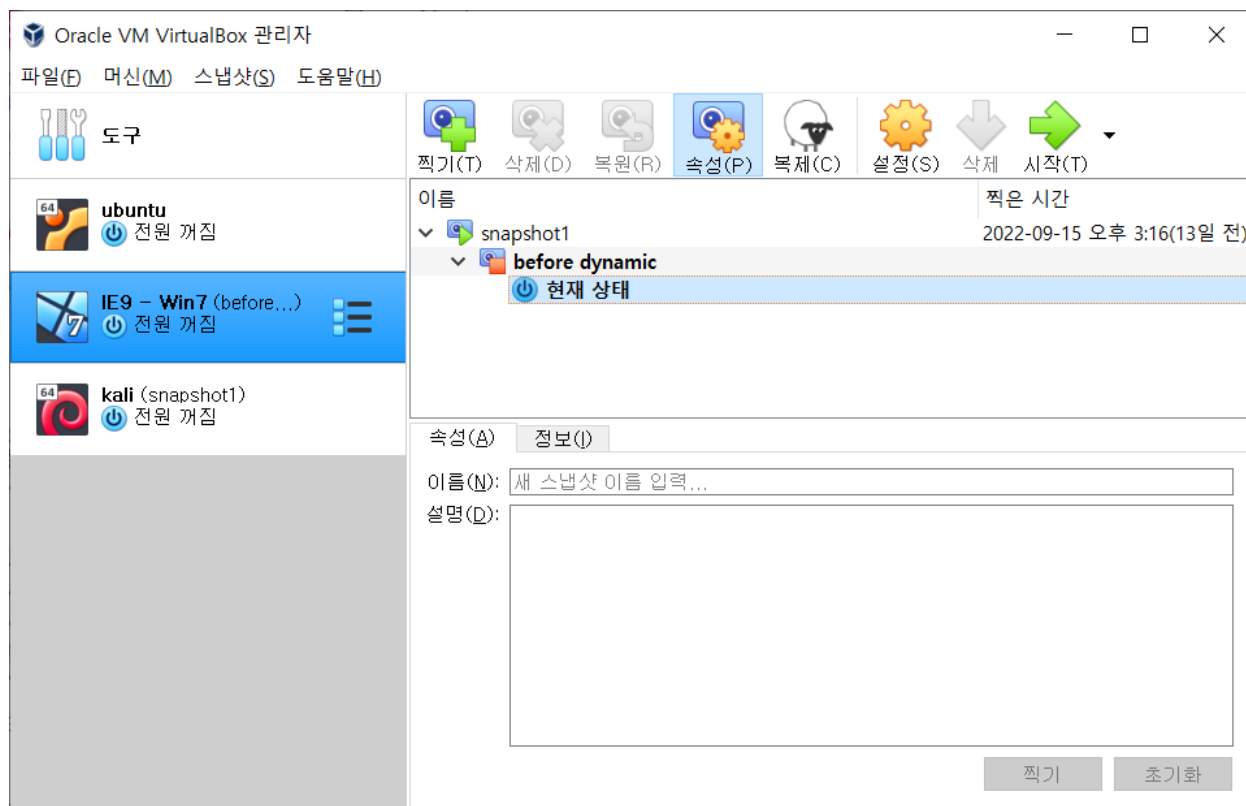 Oracle VM VirtualBox 관리자
파일(F) 머신(M) 스냅샷(S) 도움말(H)
도구
찍기(T) 삭제(D) 복원(R) 속성(P) 복제(C) 설정(S) 삭제 시작(T)
64
ubuntu
전원 꺼짐
7
IE9 - Win7 (before...)
전원 꺼짐
64
kali (snapshot1)
전원 꺼짐
이름 찍은 시간
snapshot1 2022-09-15 오후 3:16(13일 전)
before dynamic
현재 상태
속성(A) 정보(I)
이름(N): 새 스냅샷 이름 입력...
설명(D):
찍기 초기화